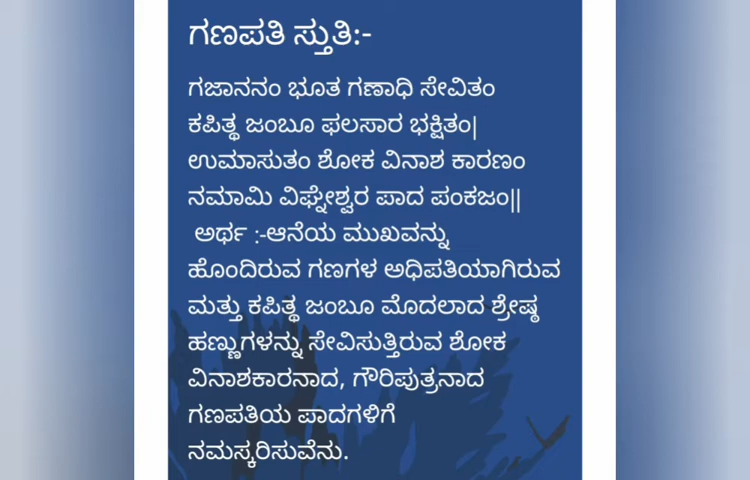 ಗಣಪತಿ ಸ್ತುತಿ:-
ಗಜಾನನಂ ಭೂತ ಗಣಾಧಿ ಸೇವಿತಂ
ಕಪಿತ್ಥ ಜಂಬೂ ಫಲಸಾರ ಭಕ್ಷಿತಂ|
ಉಮಾಸುತಂ ಶೋಕ ವಿನಾಶ ಕಾರಣಂ
ನಮಾಮಿ ವಿಘ್ನೇಶ್ವರ ಪಾದ ಪಂಕಜಂ||
ಅರ್ಥ :-ಆನೆಯ ಮುಖವನ್ನು
ಹೊಂದಿರುವ ಗಣಗಳ ಅಧಿಪತಿಯಾಗಿರುವ
ಮತ್ತು ಕಪಿತ್ಥ ಜಂಬೂ ಮೊದಲಾದ ಶ್ರೇಷ್ಠ
ಹಣ್ಣುಗಳನ್ನು ಸೇವಿಸುತ್ತಿರುವ ಶೋಕ
ವಿನಾಶಕಾರನಾದ, ಗೌರಿಪುತ್ರನಾದ
ಗಣಪತಿಯ ಪಾದಗಳಿಗೆ
ನಮಸ್ಕರಿಸುವೆನು.